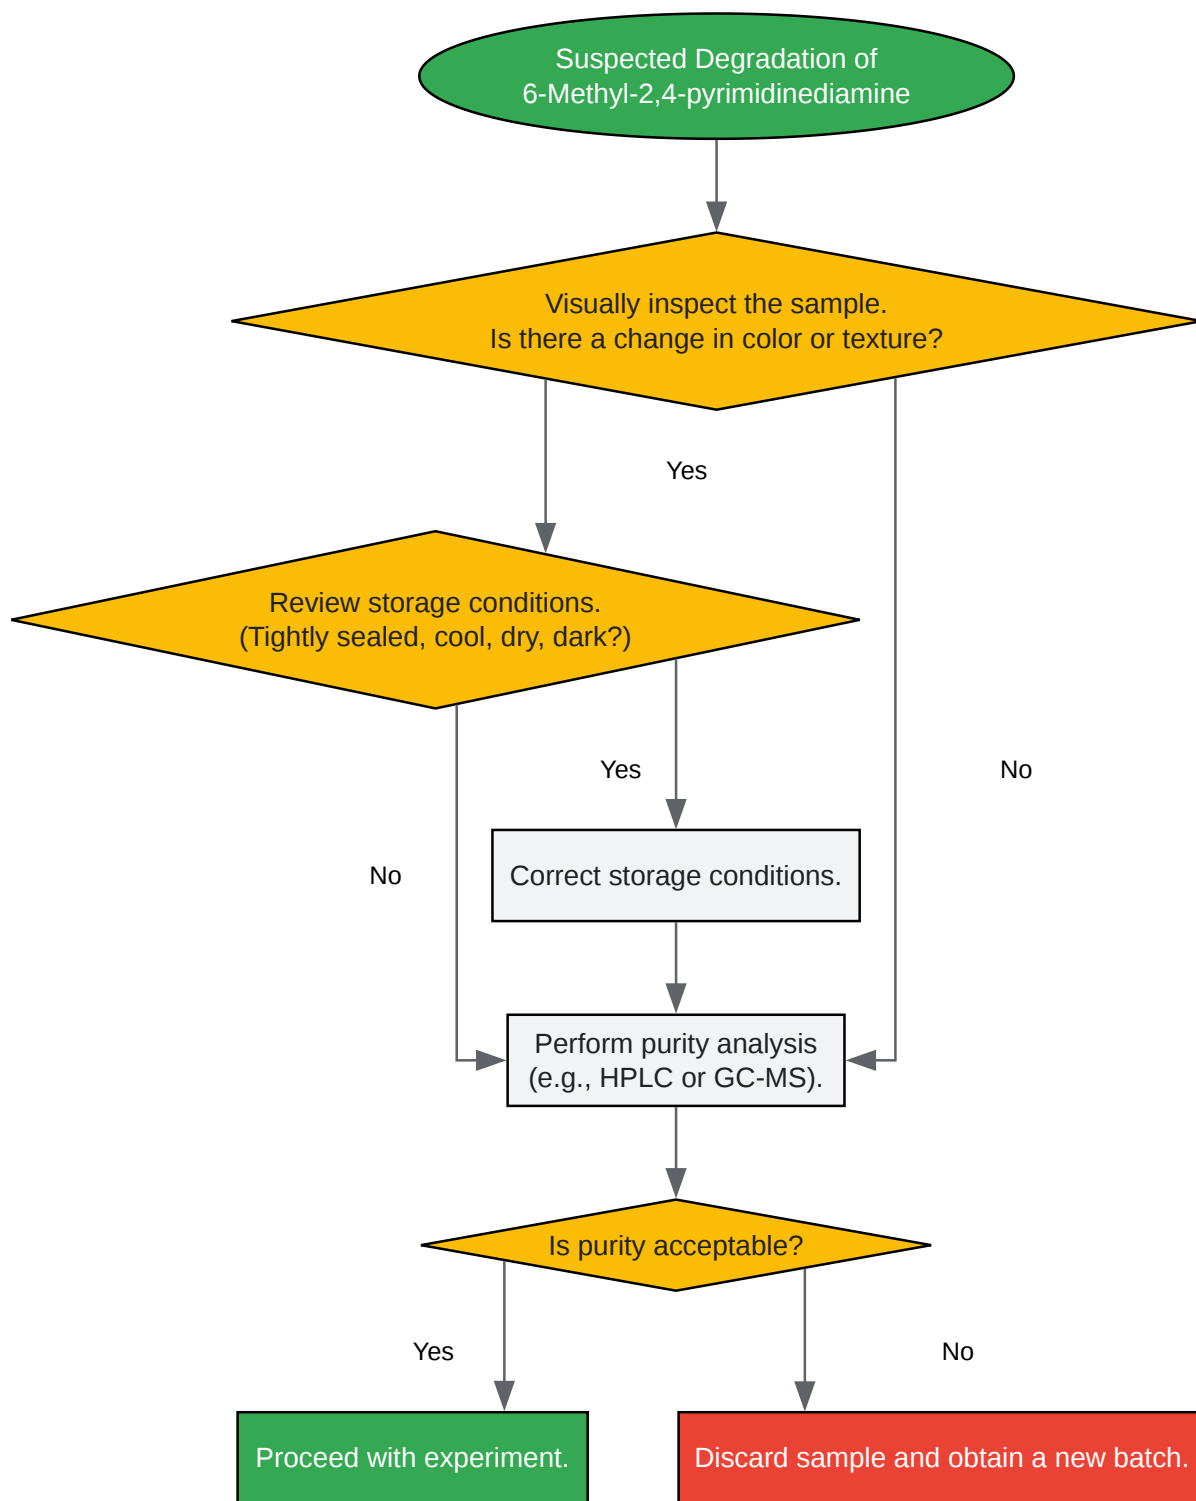 Suspected Degradation of
6-Methyl-2,4-pyrimidinediamine
Visually inspect the sample.
Is there a change in color or texture?
Yes
Review storage conditions.
(Tightly sealed, cool, dry, dark?)
Yes
No
No
Correct storage conditions.
Perform purity analysis
(e.g., HPLC or GC-MS).
Is purity acceptable?
Yes
No
Proceed with experiment.
Discard sample and obtain a new batch.